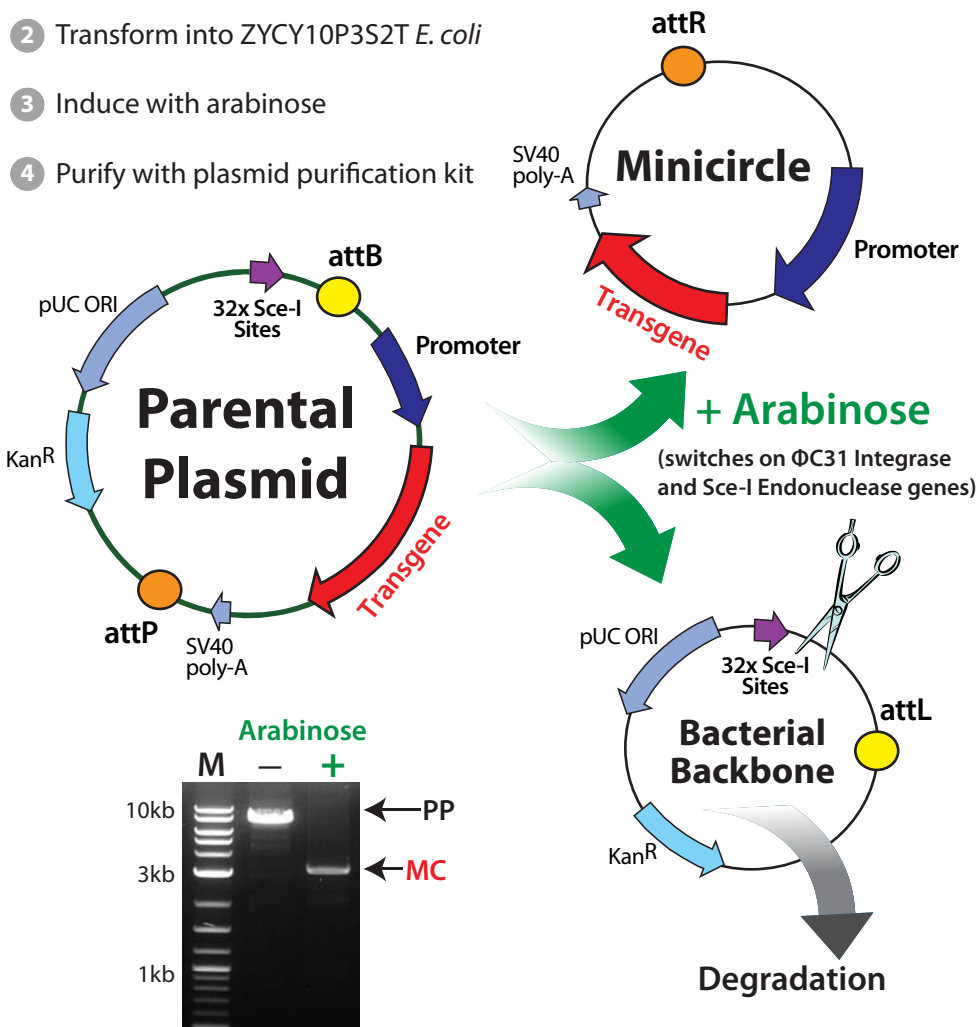 2 Transform into ZYCY10P3S2T E. coli
3 Induce with arabinose
4 Purify with plasmid purification kit
attR
SV40
poly-A
Minicircle
Promoter
Transgene
attB
32x Sce-I
Sites
pUC ORI
Promoter
Parental
Plasmid
KanR
Transgene
attP
SV40
poly-A
+ Arabinose
(switches on ΦC31 Integrase
and Sce-I Endonuclease genes)
pUC ORI
32x Sce-I
Sites
attL
Bacterial
Backbone
KanR
Degradation
Arabinose
M – +
10kb
PP
3kb
MC
1kb